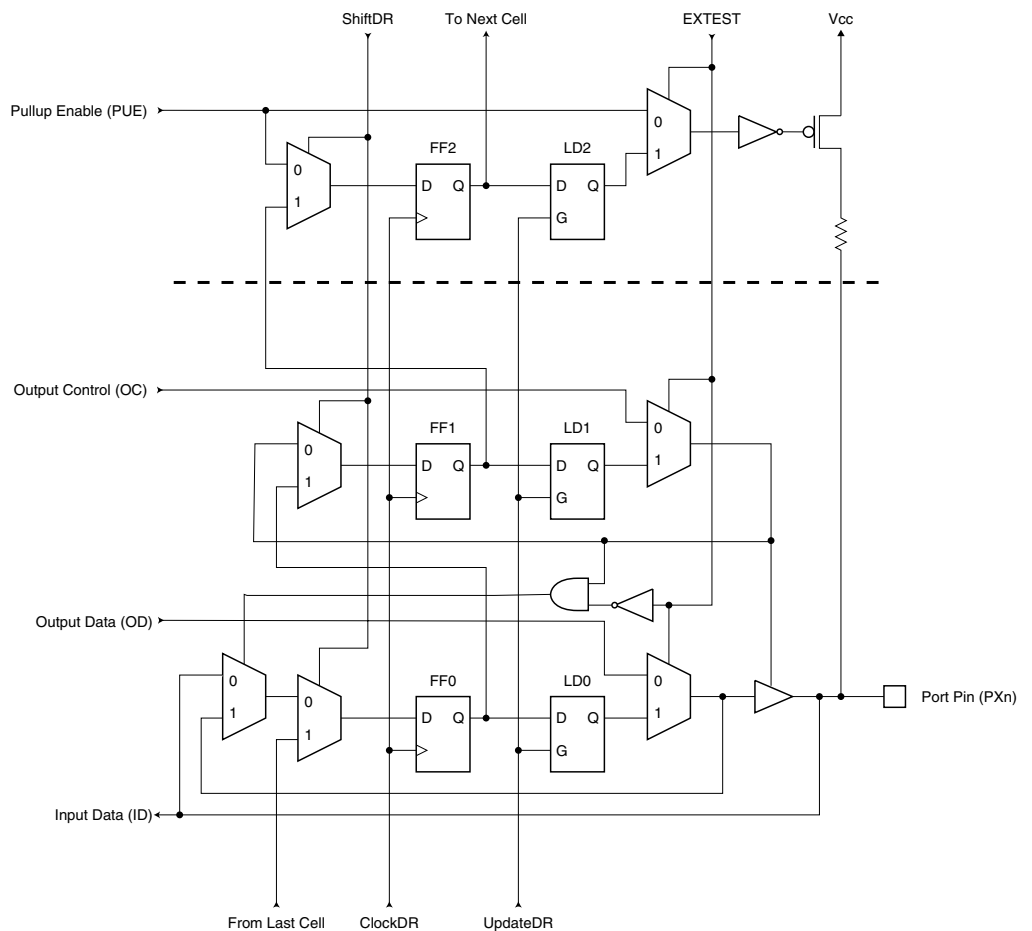 ShiftDR
To Next Cell
EXTEST
Vcc
Pullup Enable (PUE)
0
1
FF2
D Q
LD2
D Q
G
0
1
Output Control (OC)
0
1
FF1
D Q
LD1
D Q
G
0
1
Output Data (OD)
0
1
0
1
FF0
D Q
LD0
D Q
G
0
1
Port Pin (PXn)
Input Data (ID)
From Last Cell
ClockDR
UpdateDR